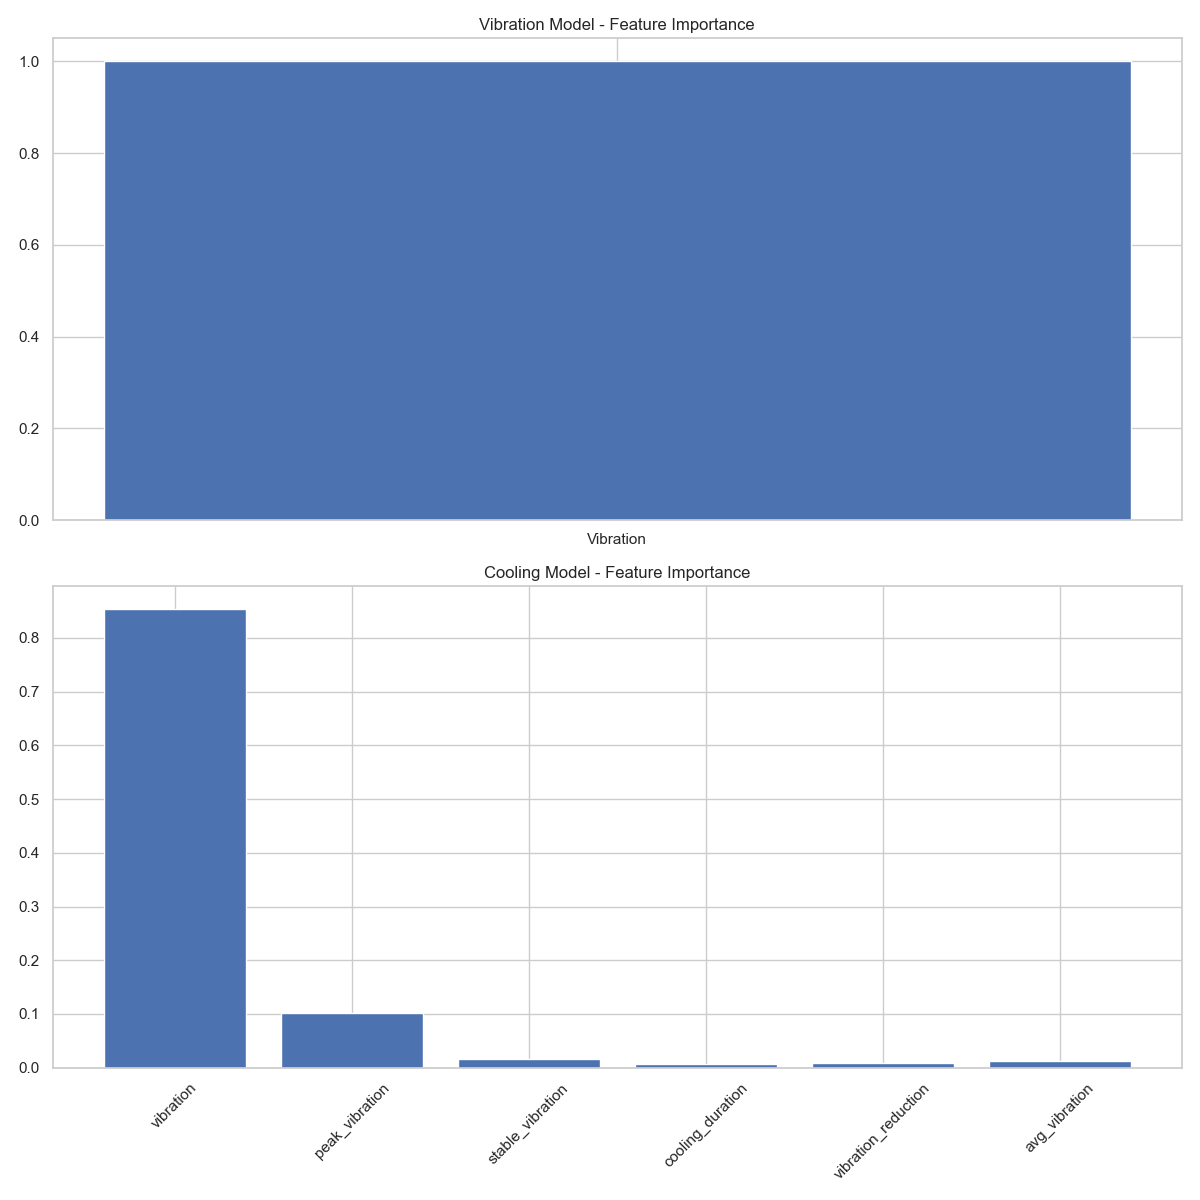 Vibration Model - Feature Importance
1.0
0.8
0.6
0.4
0.2
0.0
Vibration
Cooling Model - Feature Importance
0.8
0.7
0.6
0.5
0.4
0.3
0.2
0.1
0.0
vibration
peak_vibration
stable_vibration
cooling_duration
vibration_reduction
avg_vibration